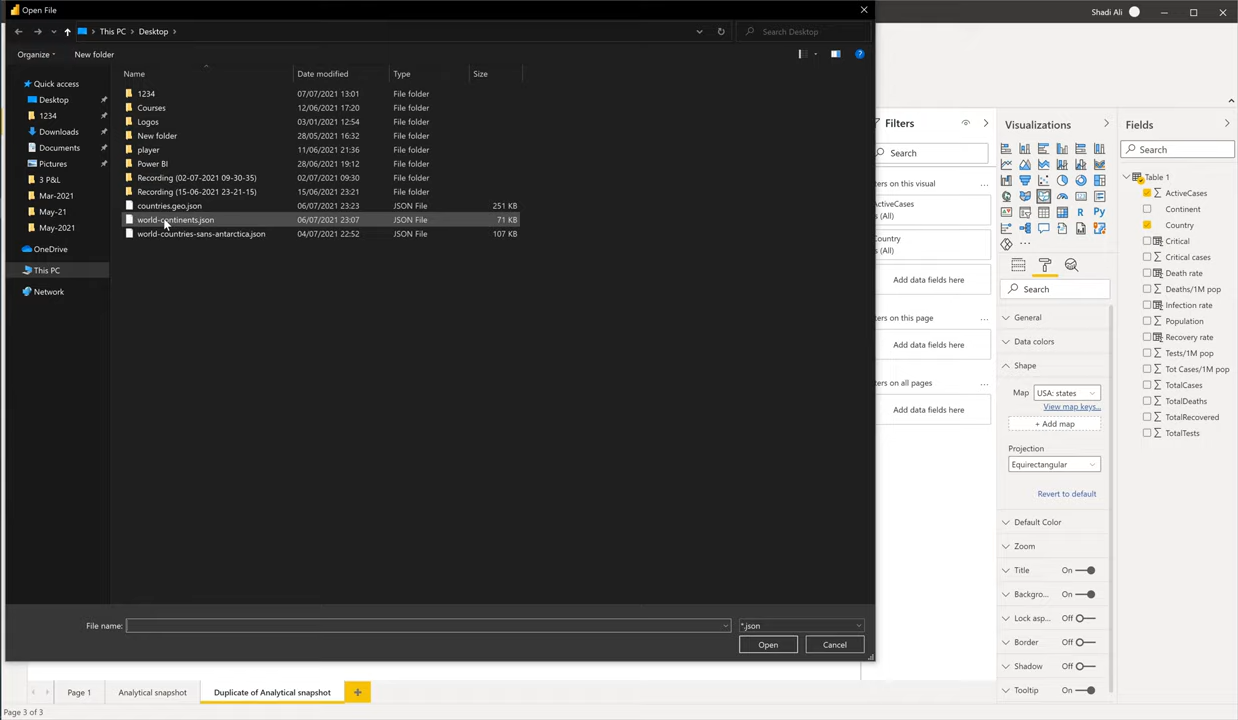 Open File
Shadi Ali
This PC
Desktop
Search Desktop
Organize
New folder
Name
Date modified
Type
Size
Quick access
Desktop
1234
Downloads
Documents
Pictures
3 P&L
Mar-2021
May-21
May-2021
OneDrive
This PC
Network
1234 07/07/2021 13:01 File folder
Courses 12/06/2021 17:20 File folder
Logos 03/01/2021 12:54 File folder
New folder 28/05/2021 16:32 File folder
player 11/06/2021 21:36 File folder
Power BI 28/06/2021 19:12 File folder
Recording (02-07-2021 09-30-35) 02/07/2021 09:30 File folder
Recording (15-06-2021 23-21-15) 15/06/2021 23:21 File folder
countries.geo.json 06/07/2021 23:23 JSON File 251 KB
world-continents.json 06/07/2021 23:07 JSON File 71 KB
world-countries-sans-antarctica.json 04/07/2021 22:52 JSON File 107 KB
File name:
*.json
Open
Cancel
Filters
Search
ters on this visual
ActiveCases
(All)
Country
s (All)
Add data fields here
ters on this page
Add data fields here
ters on all pages
Add data fields here
Visualizations
R
Py
Search
General
Data colors
Shape
Map
USA: states
View map keys...
+ Add map
Projection
Equirectangular
Revert to default
Default Color
Zoom
Title On
Backgro... On
Lock asp... Off
Border Off
Shadow Off
Tooltip On
Fields
Search
Table 1
ActiveCases
Continent
Country
Critical
Critical cases
Death rate
Deaths/1M pop
Infection rate
Population
Recovery rate
Tests/1M pop
Tot Cases/1M pop
TotalCases
TotalDeaths
TotalRecovered
TotalTests
Page 1
Analytical snapshot
Duplicate of Analytical snapshot
Page 3 of 3